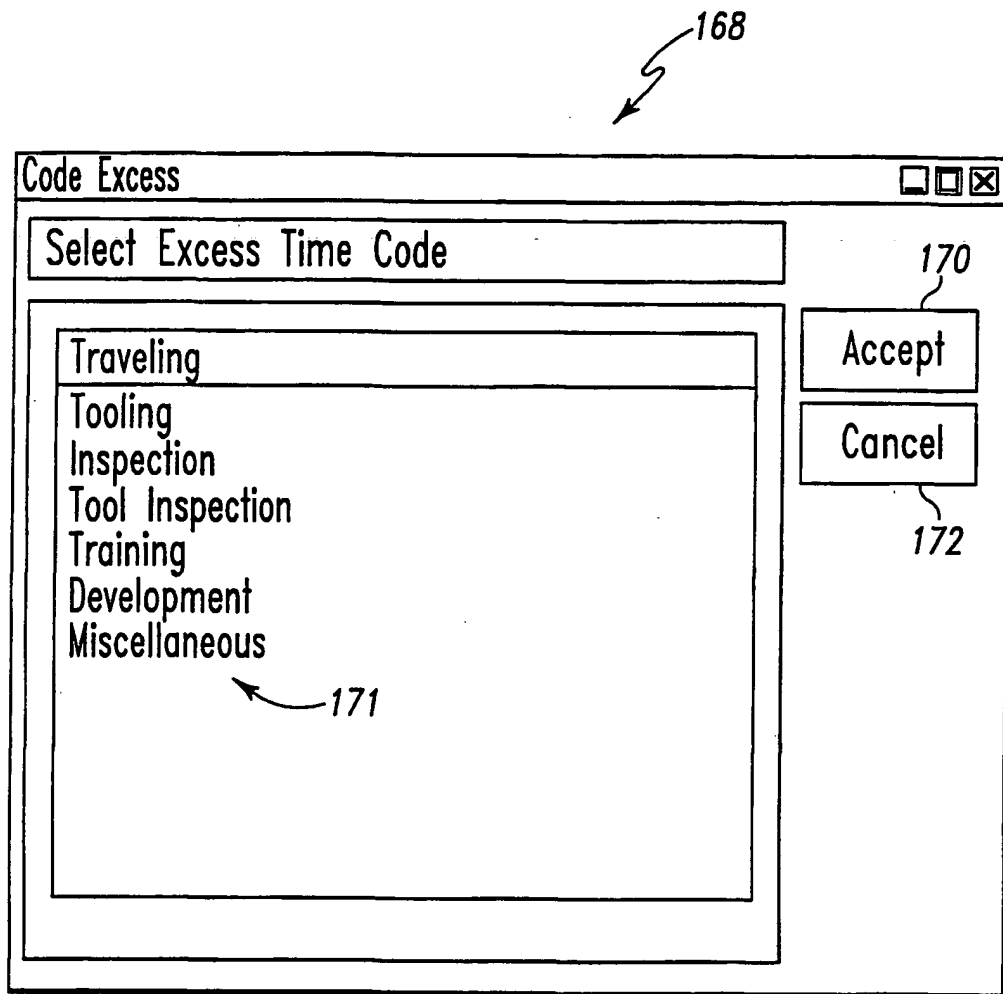 168
Code Excess
Select Excess Time Code
170
Traveling
Accept
Tooling
Cancel
Inspection
Tool Inspection
172
Training
Development
Miscellaneous
171